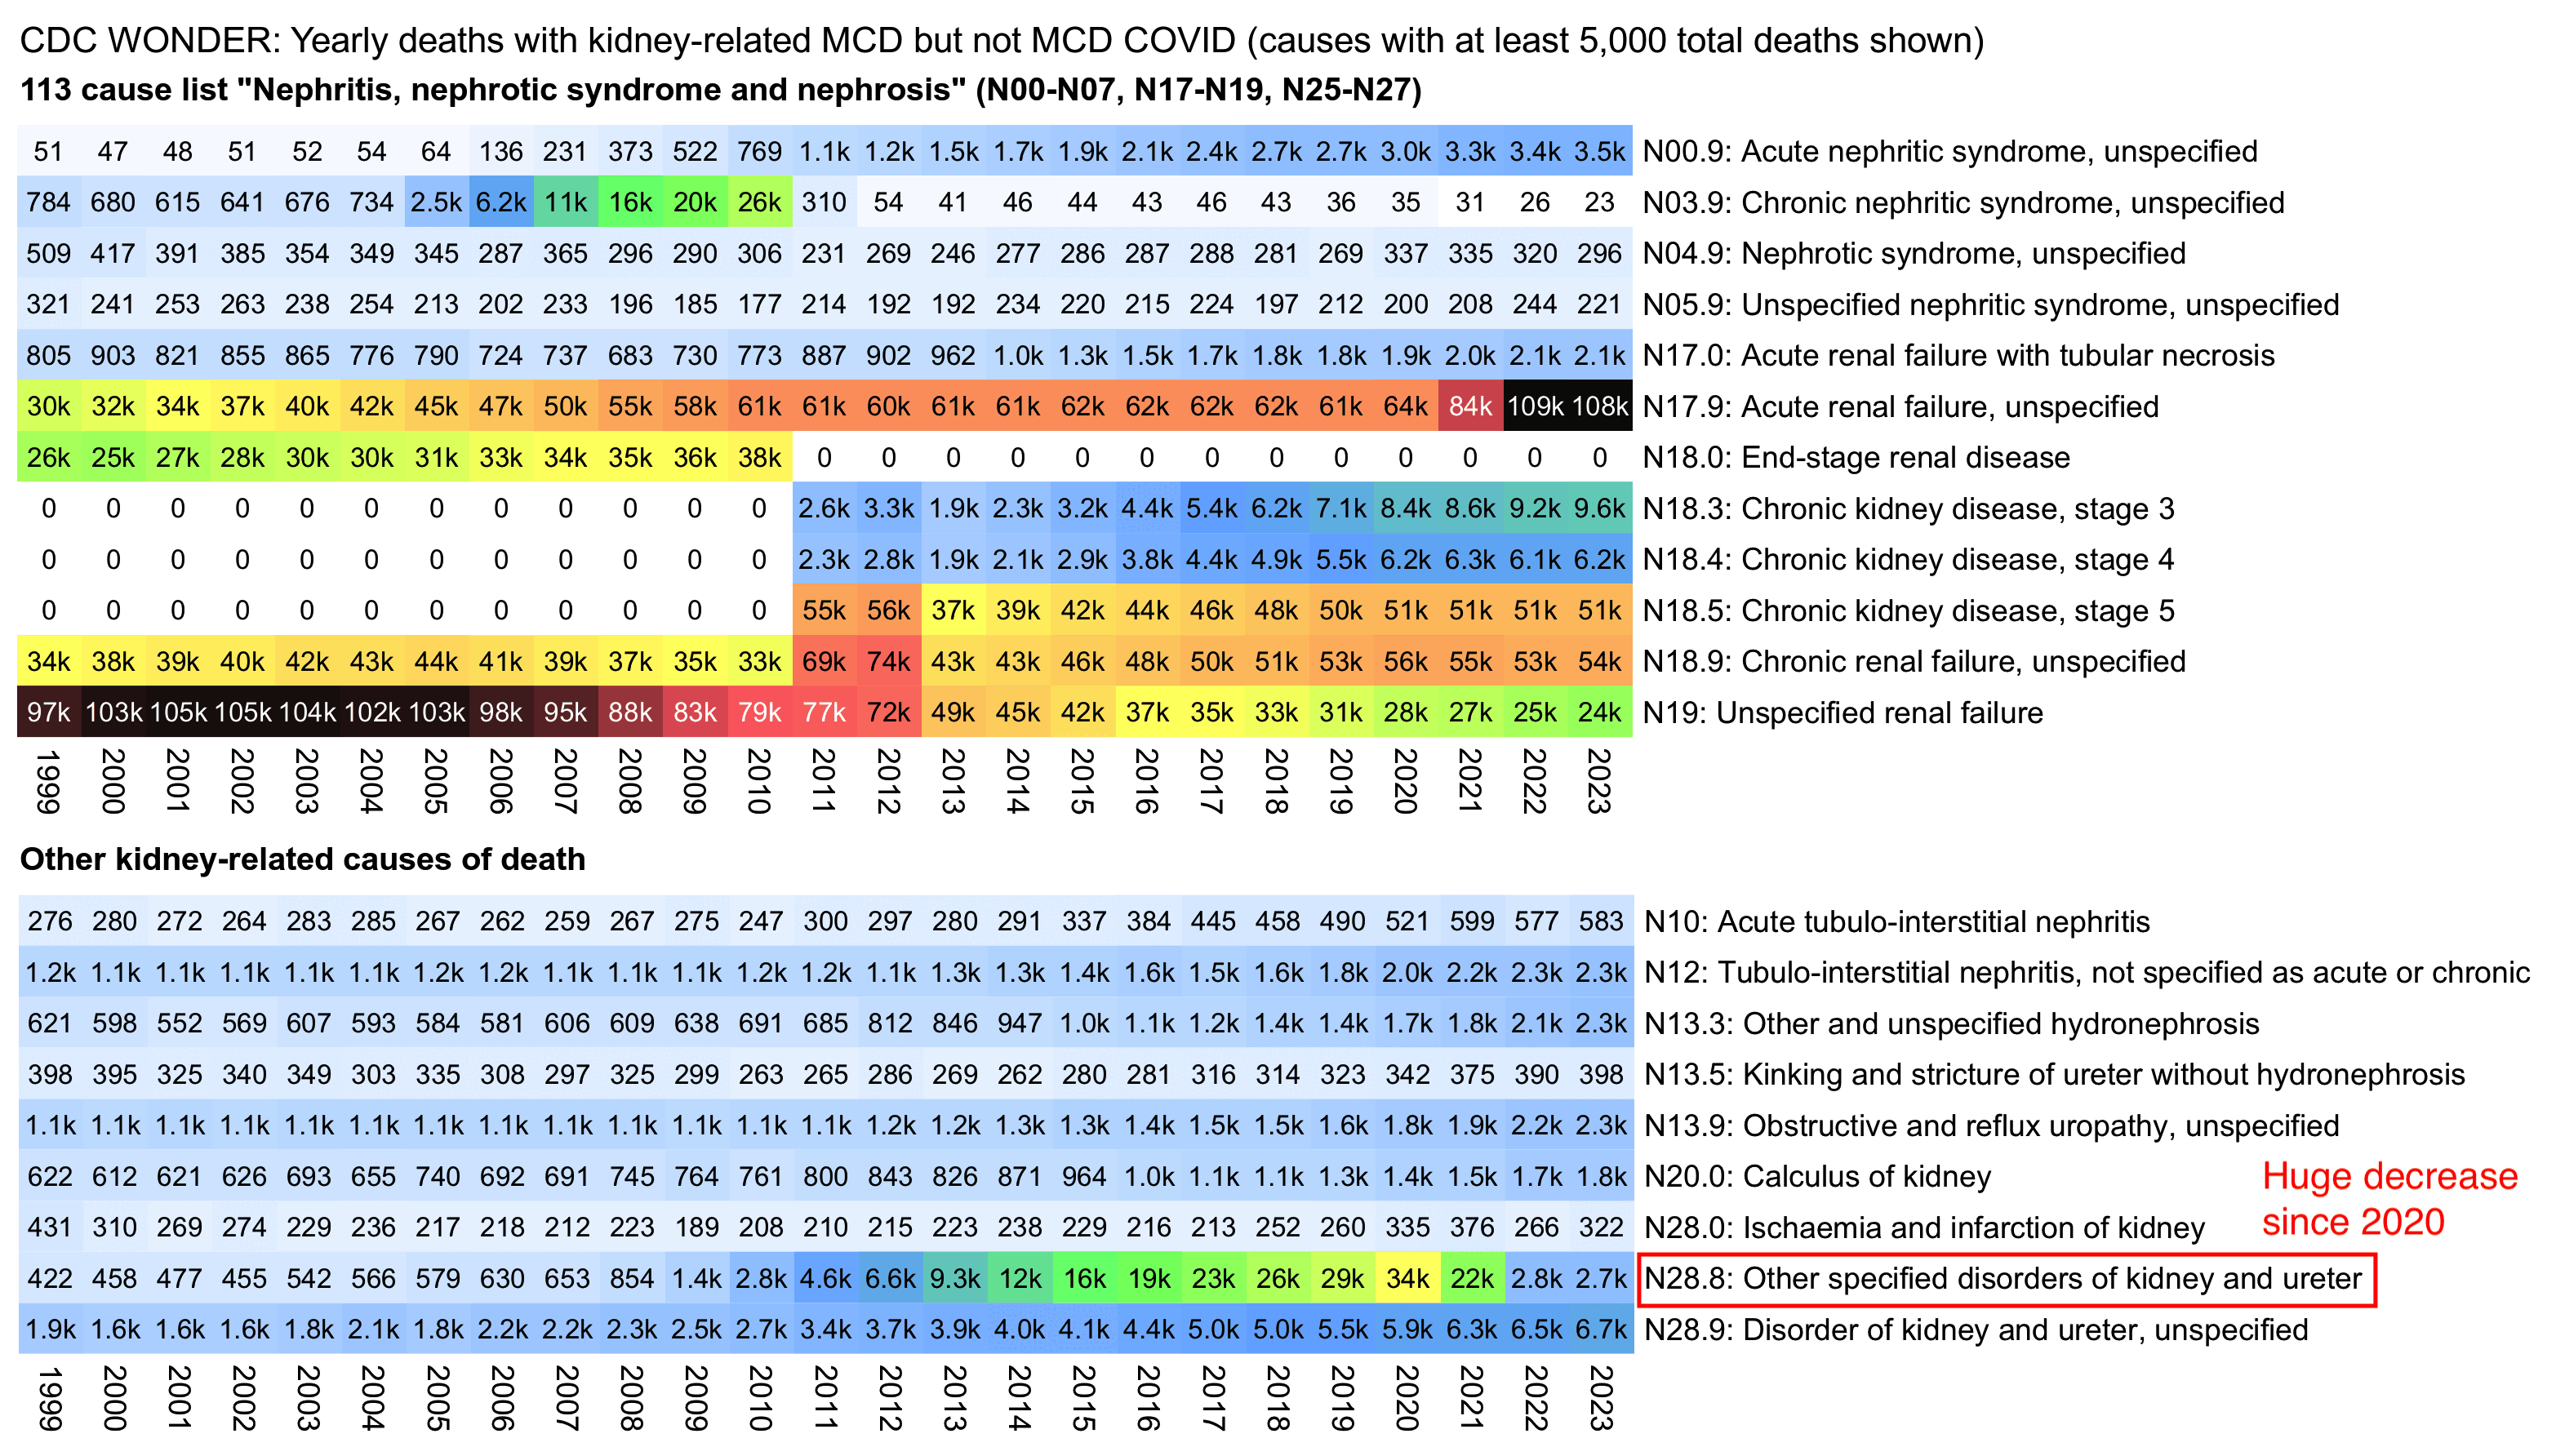 CDC WONDER: Yearly deaths with kidney-related MCD but not MCD COVID (causes with at least 5,000 total deaths shown)
113 cause list "Nephritis, nephrotic syndrome and nephrosis" (N00-N07, N17-N19, N25-N27)
51 47 48 51 52 54 64 136 231 373 522 769 1.1k 1.2k 1.5k 1.7k 1.9k 2.1k 2.4k 2.7k 2.7k 3.0k 3.3k 3.4k 3.5k N00.9: Acute nephritic syndrome, unspecified
784 680 615 641 676 734 2.5k 6.2k 11k 16k 20k 26k 310 54 41 46 44 43 46 43 36 35 31 26 23 N03.9: Chronic nephritic syndrome, unspecified
509 417 391 385 354 349 345 287 365 296 290 306 231 269 246 277 286 287 288 281 269 337 335 320 296 N04.9: Nephrotic syndrome, unspecified
321 241 253 263 238 254 213 202 233 196 185 177 214 192 192 234 220 215 224 197 212 200 208 244 221 N05.9: Unspecified nephritic syndrome, unspecified
805 903 821 855 865 776 790 724 737 683 730 773 887 902 962 1.0k 1.3k 1.5k 1.7k 1.8k 1.8k 1.9k 2.0k 2.1k 2.1k N17.0: Acute renal failure with tubular necrosis
30k 32k 34k 37k 40k 42k 45k 47k 50k 55k 58k 61k 61k 60k 61k 61k 62k 62k 62k 62k 61k 64k 84k 109k 108k N17.9: Acute renal failure, unspecified
26k 25k 27k 28k 30k 30k 31k 33k 34k 35k 36k 38k 0 0 0 0 0 0 0 0 0 0 0 0 0 N18.0: End-stage renal disease
0 0 0 0 0 0 0 0 0 0 0 0 2.6k 3.3k 1.9k 2.3k 3.2k 4.4k 5.4k 6.2k 7.1k 8.4k 8.6k 9.2k 9.6k N18.3: Chronic kidney disease, stage 3
0 0 0 0 0 0 0 0 0 0 0 0 2.3k 2.8k 1.9k 2.1k 2.9k 3.8k 4.4k 4.9k 5.5k 6.2k 6.3k 6.1k 6.2k N18.4: Chronic kidney disease, stage 4
0 0 0 0 0 0 0 0 0 0 0 0 55k 56k 37k 39k 42k 44k 46k 48k 50k 51k 51k 51k 51k N18.5: Chronic kidney disease, stage 5
34k 38k 39k 40k 42k 43k 44k 41k 39k 37k 35k 33k 69k 74k 43k 43k 46k 48k 50k 51k 53k 56k 55k 53k 54k N18.9: Chronic renal failure, unspecified
97k 103k 105k 105k 104k 102k 103k 98k 95k 88k 83k 79k 77k 72k 49k 45k 42k 37k 35k 33k 31k 28k 27k 25k 24k N19: Unspecified renal failure
1999 2000 2001 2002 2003 2004 2005 2006 2007 2008 2009 2010 2011 2012 2013 2014 2015 2016 2017 2018 2019 2020 2021 2022 2023
Other kidney-related causes of death
276 280 272 264 283 285 267 262 259 267 275 247 300 297 280 291 337 384 445 458 490 521 599 577 583 N10: Acute tubulo-interstitial nephritis
1.2k 1.1k 1.1k 1.1k 1.1k 1.1k 1.2k 1.2k 1.1k 1.1k 1.1k 1.2k 1.2k 1.1k 1.3k 1.3k 1.4k 1.6k 1.5k 1.6k 1.8k 2.0k 2.2k 2.3k 2.3k N12: Tubulo-interstitial nephritis, not specified as acute or chronic
621 598 552 569 607 593 584 581 606 609 638 691 685 812 846 947 1.0k 1.1k 1.2k 1.4k 1.4k 1.7k 1.8k 2.1k 2.3k N13.3: Other and unspecified hydronephrosis
398 395 325 340 349 303 335 308 297 325 299 263 265 286 269 262 280 281 316 314 323 342 375 390 398 N13.5: Kinking and stricture of ureter without hydronephrosis
1.1k 1.1k 1.1k 1.1k 1.1k 1.1k 1.1k 1.1k 1.1k 1.1k 1.1k 1.1k 1.1k 1.2k 1.2k 1.3k 1.3k 1.4k 1.5k 1.5k 1.6k 1.8k 1.9k 2.2k 2.3k N13.9: Obstructive and reflux uropathy, unspecified
622 612 621 626 693 655 740 692 691 745 764 761 800 843 826 871 964 1.0k 1.1k 1.1k 1.3k 1.4k 1.5k 1.7k 1.8k N20.0: Calculus of kidney
Huge decrease
since 2020
431 310 269 274 229 236 217 218 212 223 189 208 210 215 223 238 229 216 213 252 260 335 376 266 322 N28.0: Ischaemia and infarction of kidney
422 458 477 455 542 566 579 630 653 854 1.4k 2.8k 4.6k 6.6k 9.3k 12k 16k 19k 23k 26k 29k 34k 22k 2.8k 2.7k N28.8: Other specified disorders of kidney and ureter
1.9k 1.6k 1.6k 1.6k 1.8k 2.1k 1.8k 2.2k 2.2k 2.3k 2.5k 2.7k 3.4k 3.7k 3.9k 4.0k 4.1k 4.4k 5.0k 5.0k 5.5k 5.9k 6.3k 6.5k 6.7k N28.9: Disorder of kidney and ureter, unspecified
1999 2000 2001 2002 2003 2004 2005 2006 2007 2008 2009 2010 2011 2012 2013 2014 2015 2016 2017 2018 2019 2020 2021 2022 2023